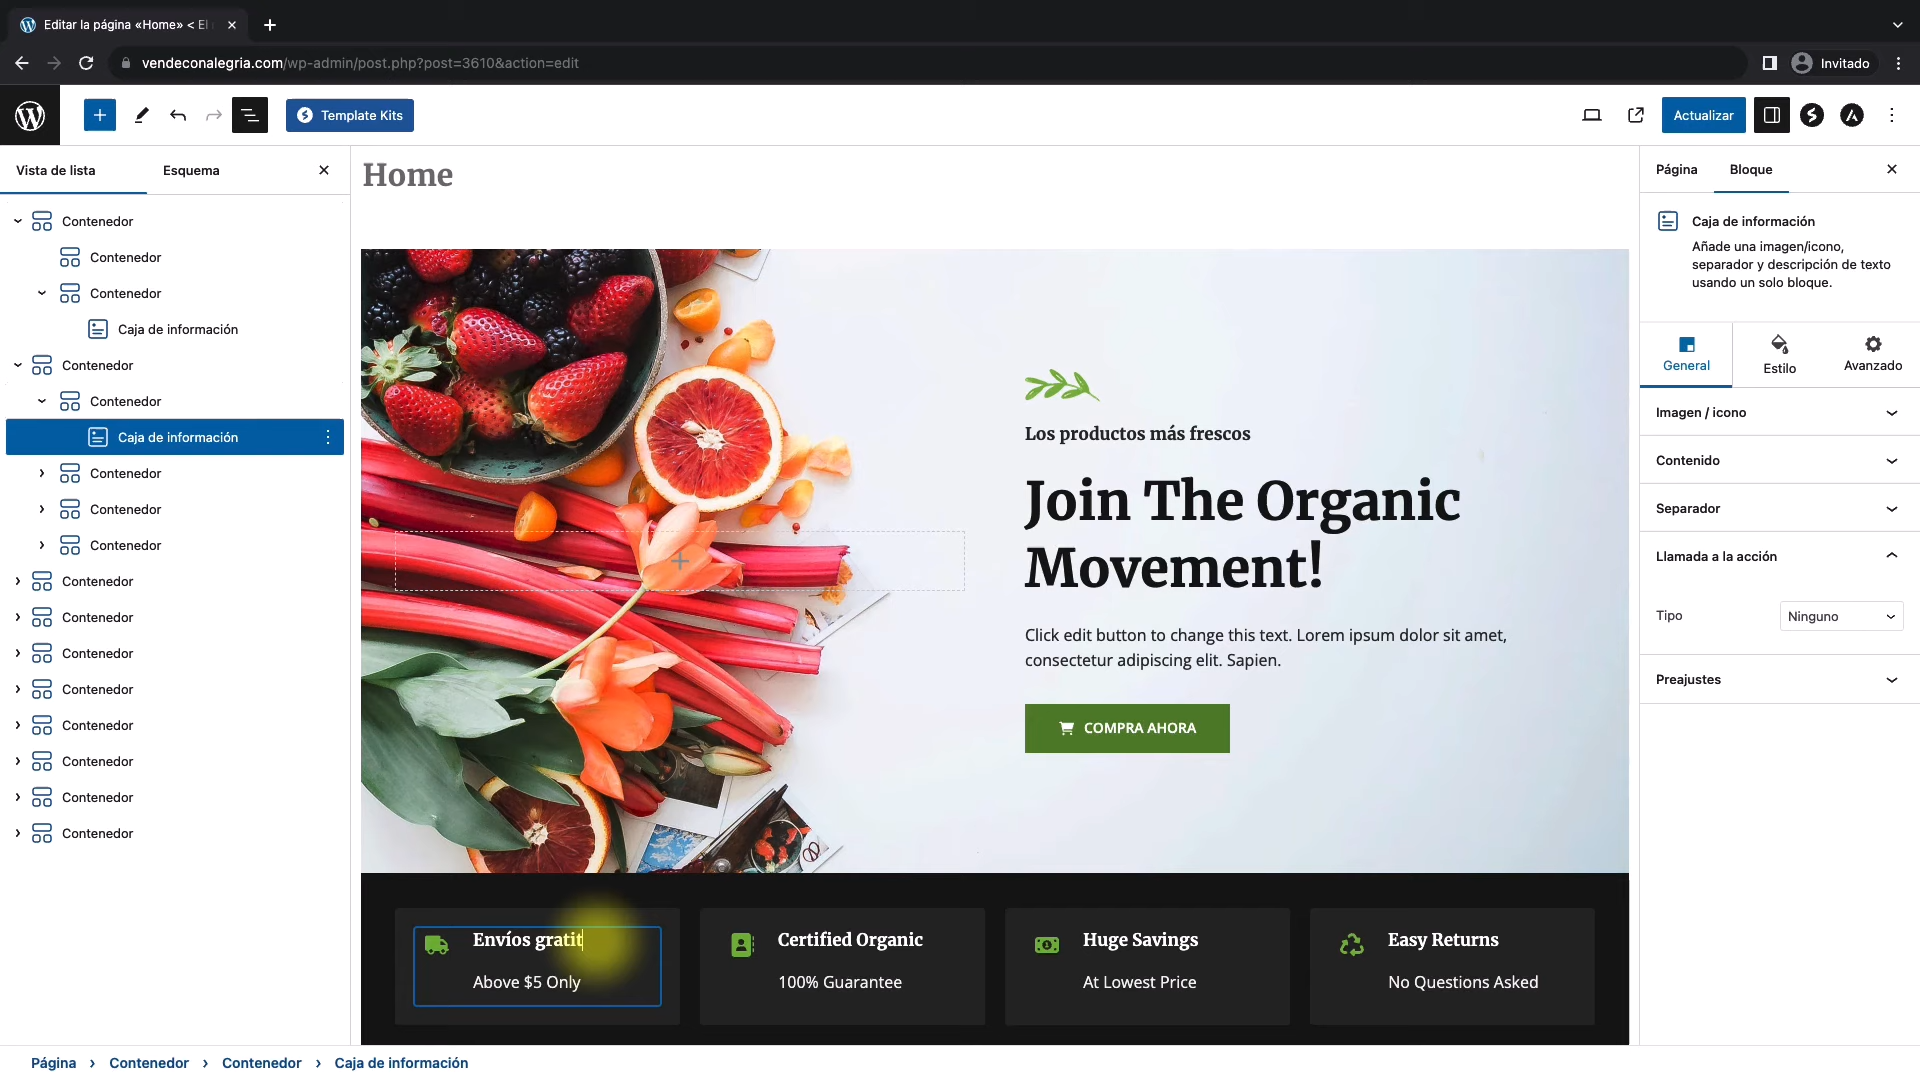 Editar la página «Home» < El
vendeconalegria.com/wp-admin/post.php?post=3610&action=edit
Invitado
Template Kits
Actualizar
Vista de lista
Esquema
Contenedor
Contenedor
Contenedor
Caja de información
Contenedor
Contenedor
Caja de información
Contenedor
Contenedor
Contenedor
Contenedor
Contenedor
Contenedor
Contenedor
Contenedor
Contenedor
Contenedor
Contenedor
Home
Los productos más frescos
Join The Organic
Movement!
Click edit button to change this text. Lorem ipsum dolor sit amet,
consectetur adipiscing elit. Sapien.
COMPRA AHORA
Envíos gratit
Above $5 Only
Certified Organic
100% Guarantee
Huge Savings
At Lowest Price
Easy Returns
No Questions Asked
Página
Bloque
Caja de información
Añade una imagen/icono,
separador y descripción de texto
usando un solo bloque.
General
Estilo
Avanzado
Imagen / icono
Contenido
Separador
Llamada a la acción
Tipo
Ninguno
Preajustes
Página › Contenedor › Contenedor › Caja de información